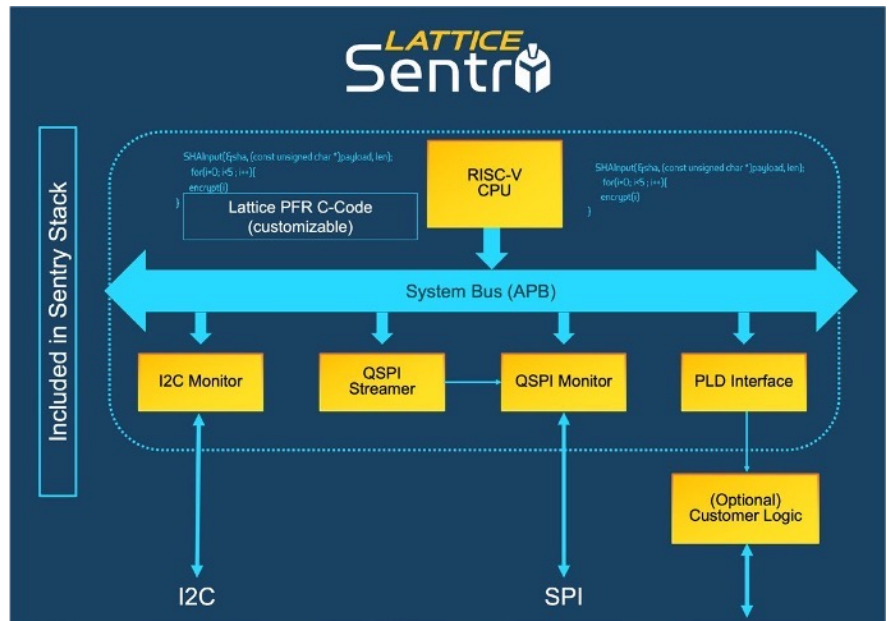 LATTICE
Sentry
Included in Sentry Stack
SHAInput(&sha, (const unsigned char *)payload, len);
for(i=0; i<5 ; i++){
encrypt(i)
}
Lattice PFR C-Code
(customizable)
RISC-V
CPU
SHAInput(&sha, (const unsigned char *)payload, len);
for(i=0; i<5 ; i++){
encrypt(i)
}
System Bus (APB)
I2C Monitor
QSPI
Streamer
QSPI Monitor
PLD Interface
(Optional)
Customer Logic
I2C
SPI